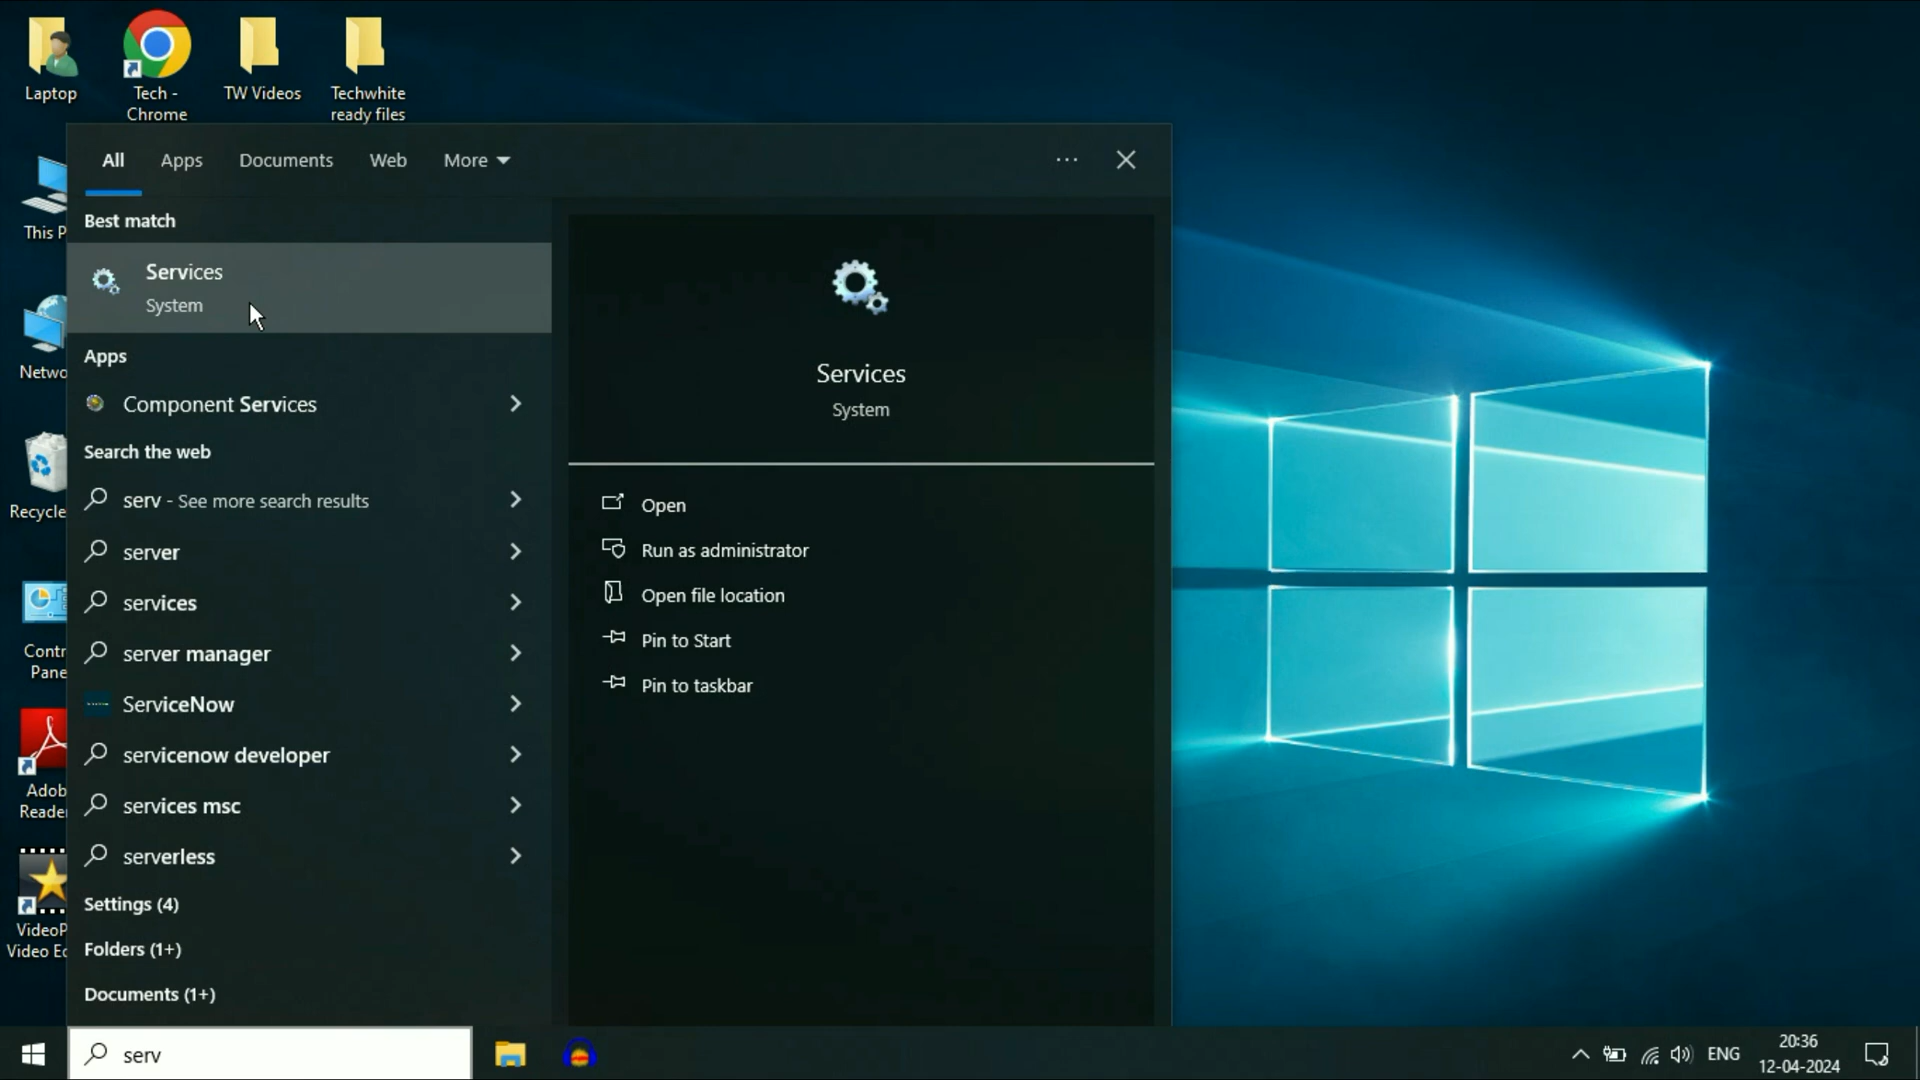 Laptop
Tech -
Chrome
TW Videos
Techwhite
ready files
All
Apps
Documents
Web
More
This P
Netwo
Recycle
Contr
Pane
Adob
Reade
VideoP
Video Ec
Best match
Services
System
Apps
Component Services
Search the web
serv - See more search results
server
services
server manager
ServiceNow
servicenow developer
services msc
serverless
Settings (4)
Folders (1+)
Documents (1+)
Services
System
Open
Run as administrator
Open file location
Pin to Start
Pin to taskbar
serv
ENG
20:36
12-04-2024